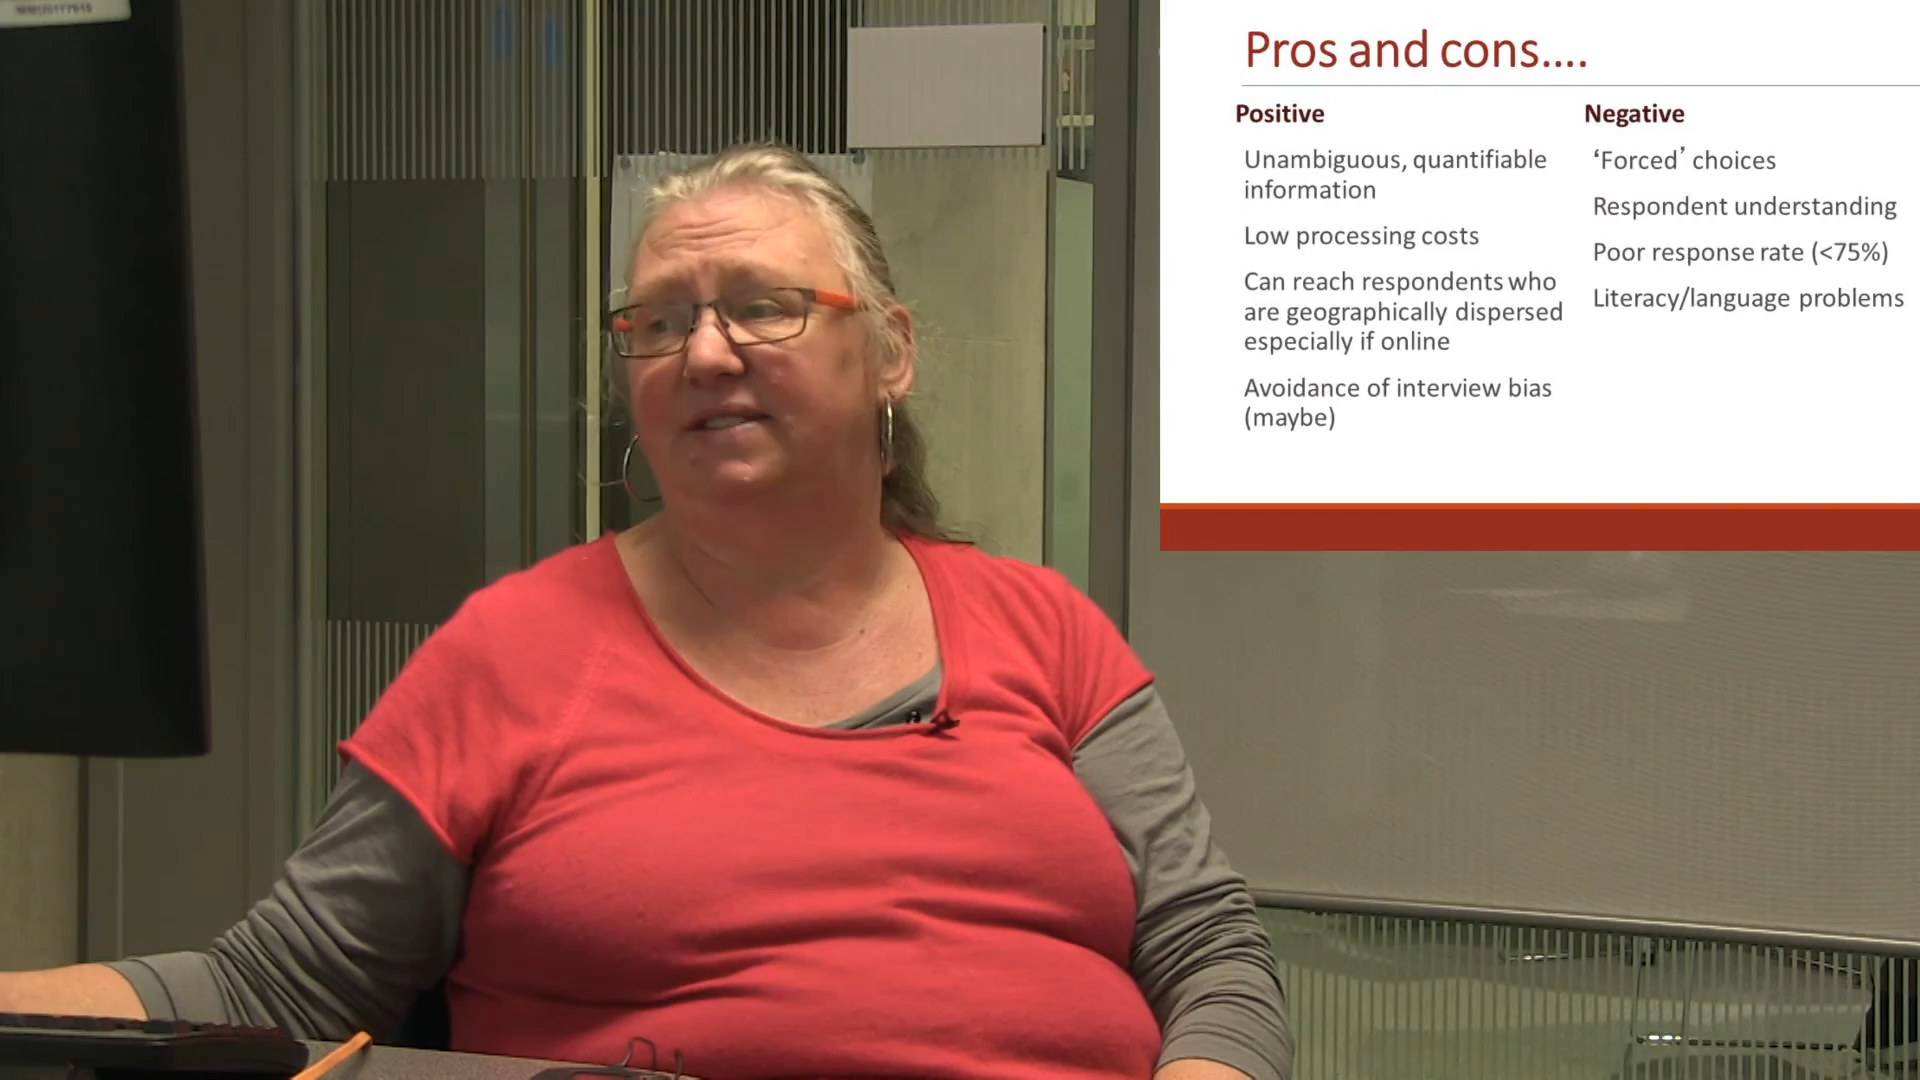 Pros and cons....
Positive
Unambiguous, quantifiable
information
Low processing costs
Can reach respondents who
are geographically dispersed
especially if online
Avoidance of interview bias
(maybe)
Negative
‘Forced’ choices
Respondent understanding
Poor response rate (<75%)
Literacy/language problems